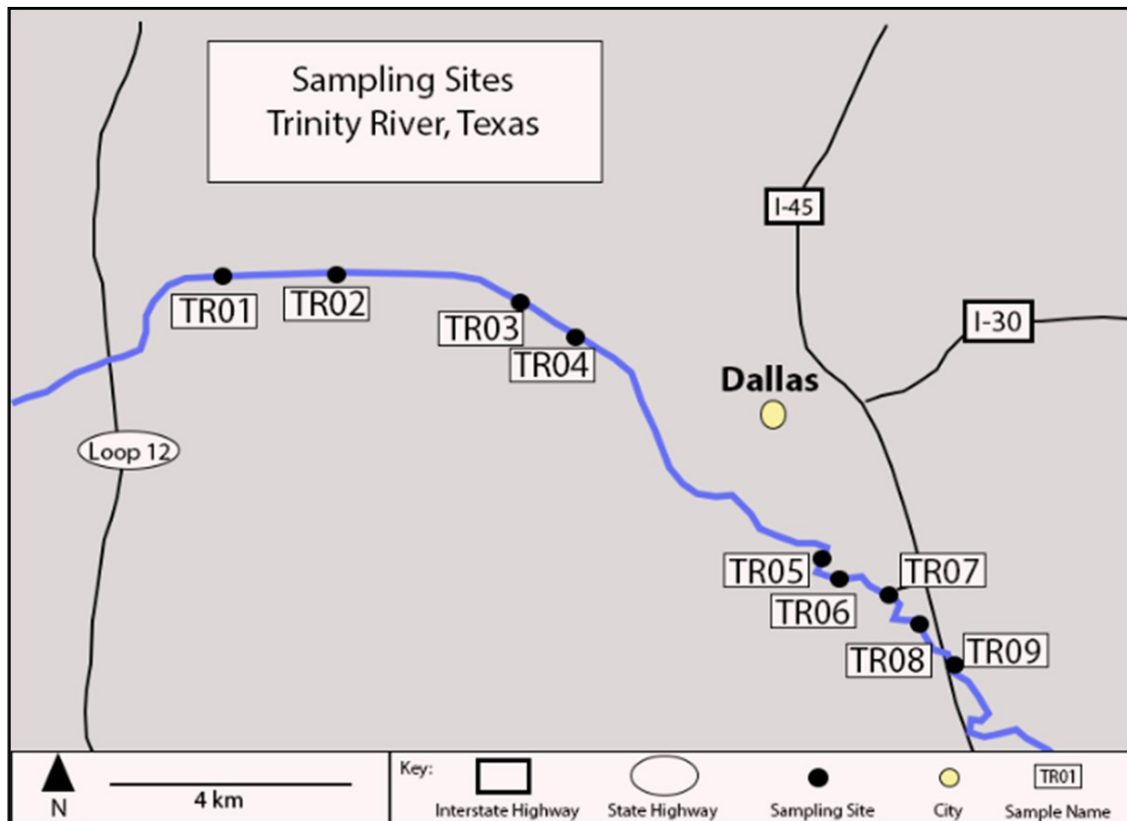 Sampling Sites
Trinity River, Texas
I-45
TR01
TR02
TR03
I-30
TR04
Dallas
Loop 12
TR05
TR07
TR06
TR08
TR09
N
4 km
Key:
Interstate Highway
State Highway
Sampling Site
City
TR01
Sample Name